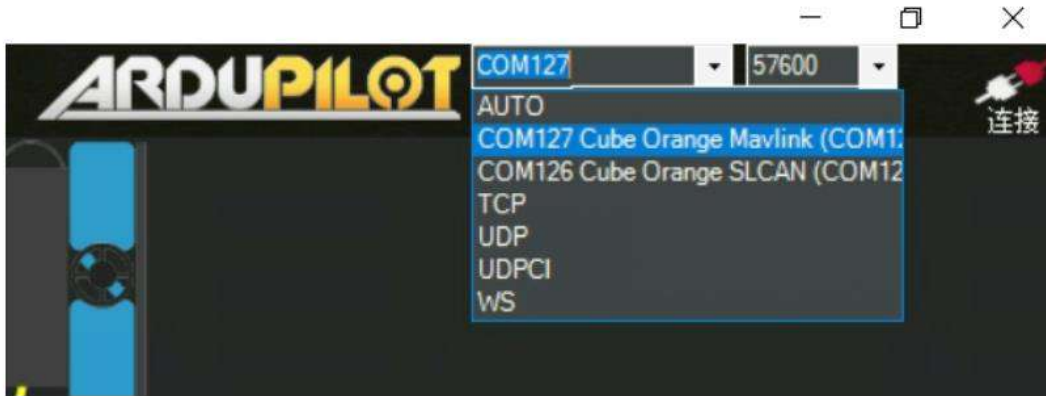 ARDUPILOT
COM127
57600
连接
AUTO
COM127 Cube Orange Mavlink (COM12
COM126 Cube Orange SLCAN (COM12
TCP
UDP
UDPCI
WS